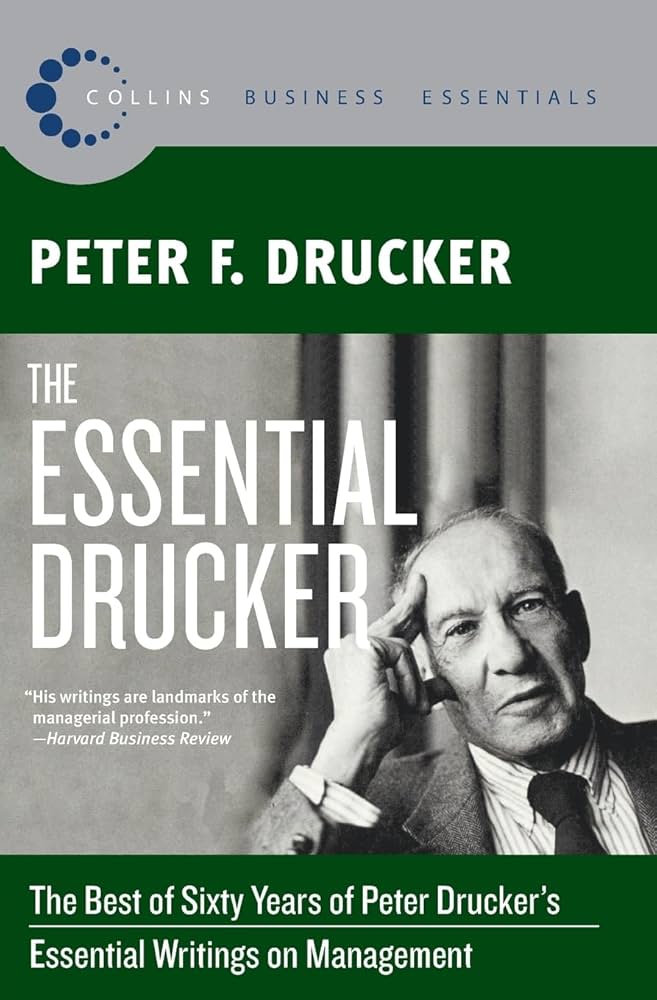 COLLINS BUSINESS ESSENTIALS
PETER F. DRUCKER
THE
ESSENTIAL
DRUCKER
“His writings are landmarks of the
managerial profession.”
—Harvard Business Review
The Best of Sixty Years of Peter Drucker’s
Essential Writings on Management